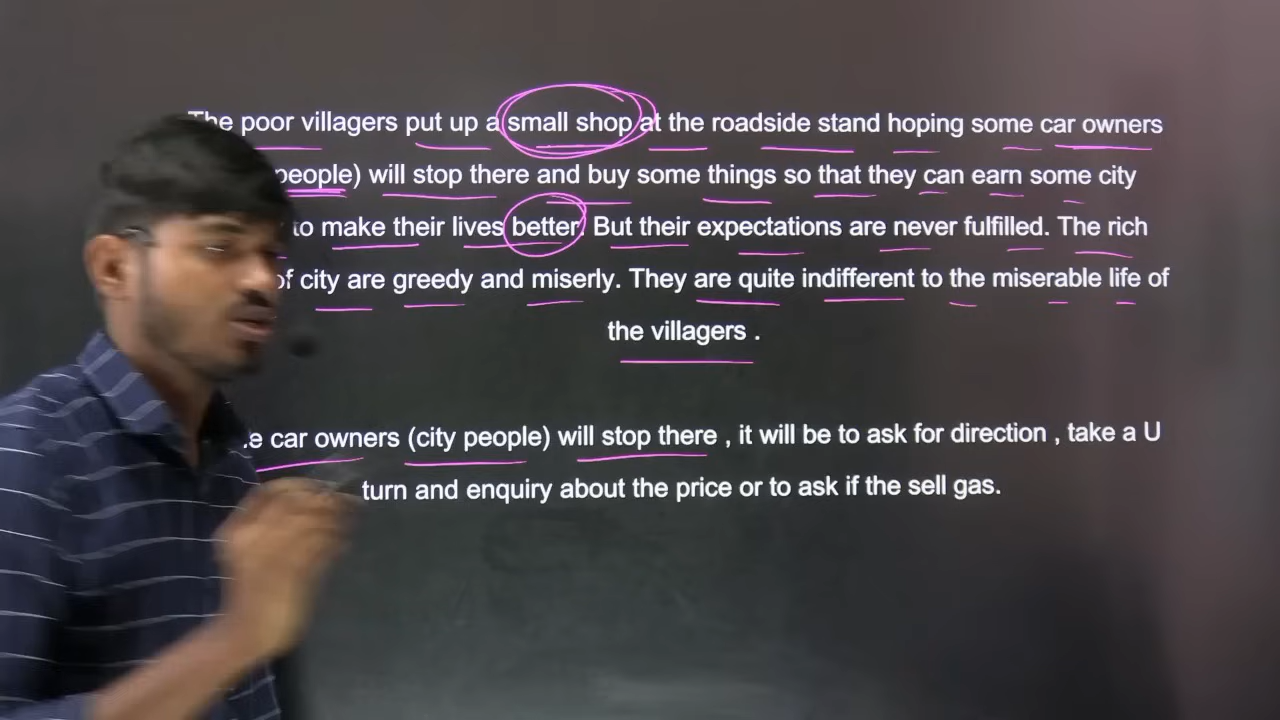 The poor villagers put up a small shop at the roadside stand hoping some car owners
people) will stop there and buy some things so that they can earn some city
to make their lives better. But their expectations are never fulfilled. The rich
of city are greedy and miserly. They are quite indifferent to the miserable life of
the villagers .
car owners (city people) will stop there , it will be to ask for direction , take a U
turn and enquiry about the price or to ask if the sell gas.